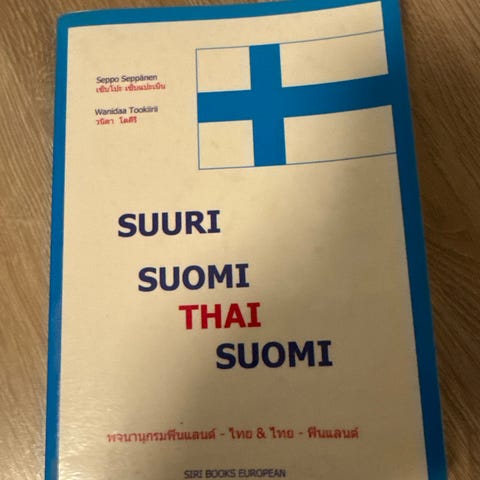 Seppo Seppänen
เซ็บโปะ เซ็บแปะเน็น
Wanidaa Tookiirii
วนิดา โตคีรี
SUURI
SUOMI
THAI
SUOMI
พจนานุกรมฟินแลนด์ - ไทย & ไทย - ฟินแลนด์
SIRI BOOKS EUROPEAN